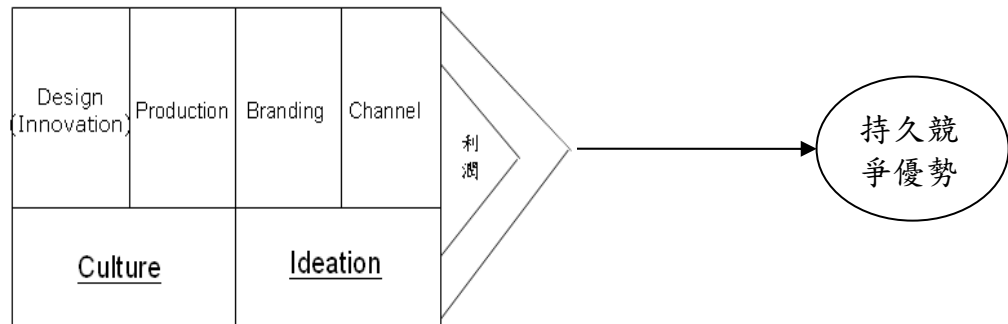 Design
(Innovation)
Production
Branding
Channel
利
潤
Culture
Ideation
持久競
爭優勢